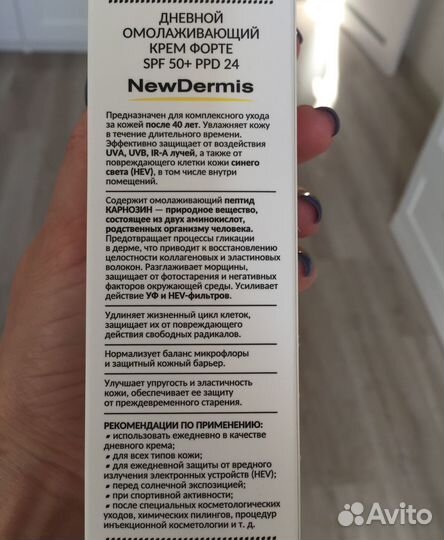 ДНЕВНОЙ
ОМОЛАЖИВАЮЩИЙ
КРЕМ ФОРТЕ
SPF 50+ PPD 24
NewDermis
Предназначен для комплексного ухода
за кожей после 40 лет. Увлажняет кожу
в течение длительного времени.
Эффективно защищает от воздействия
UVA, UVB, IR-A лучей, а также от
повреждающего клетки кожи синего
света (HEV), в том числе внутри
помещений.
Содержит омолаживающий пептид
КАРНОЗИН — природное вещество,
состоящее из двух аминокислот,
родственных организму человека.
Предотвращает процессы гликации
в дерме, что приводит к восстановлению
целостности коллагеновых и эластиновых
волокон. Разглаживает морщины,
защищает от фотостарения и негативных
факторов окружающей среды. Усиливает
действие УФ и HEV-фильтров.
Удлиняет жизненный цикл клеток,
защищает их от повреждающего
действия свободных радикалов.
Нормализует баланс микрофлоры
и защитный кожный барьер.
Улучшает упругость и эластичность
кожи, обеспечивает ее защиту
от преждевременного старения.
РЕКОМЕНДАЦИИ ПО ПРИМЕНЕНИЮ:
• использовать ежедневно в качестве
дневного крема;
• для всех типов кожи;
• для ежедневной защиты от вредного
излучения электронных устройств (HEV);
• перед солнечной экспозицией;
• при спортивной активности;
• после специальных косметологических
уходов, химических пилингов, процедур
инъекционной косметологии и т. д.
Avito